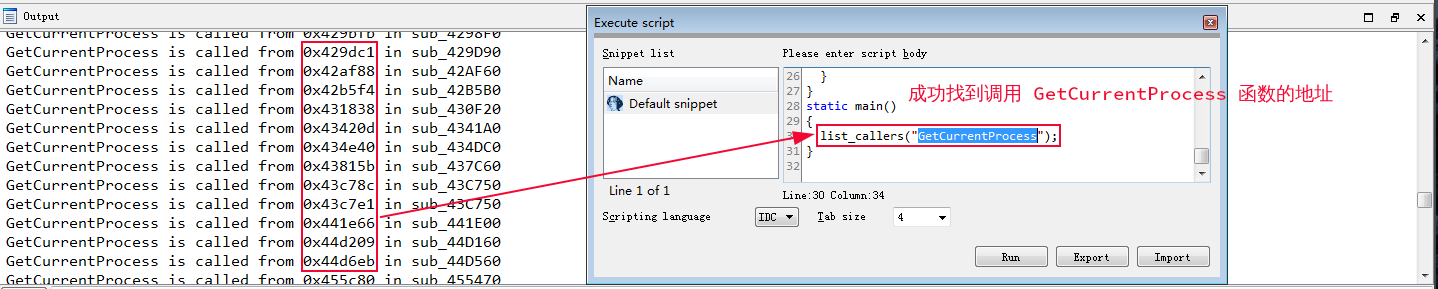 Output
GetCurrentProcess is called from 0x429bfb in sub_4298F0
GetCurrentProcess is called from 0x429dc1 in sub_429D90
GetCurrentProcess is called from 0x42af88 in sub_42AF60
GetCurrentProcess is called from 0x42b5f4 in sub_42B5B0
GetCurrentProcess is called from 0x431838 in sub_430F20
GetCurrentProcess is called from 0x43420d in sub_4341A0
GetCurrentProcess is called from 0x434e40 in sub_434DC0
GetCurrentProcess is called from 0x43815b in sub_437C60
GetCurrentProcess is called from 0x43c78c in sub_43C750
GetCurrentProcess is called from 0x43c7e1 in sub_43C750
GetCurrentProcess is called from 0x441e66 in sub_441E00
GetCurrentProcess is called from 0x44d209 in sub_44D160
GetCurrentProcess is called from 0x44d6eb in sub_44D560
GetCurrentProcess is called from 0x455c80 in sub_455470
Execute script
Snippet list
Name
Default snippet
Line 1 of 1
Please enter script body
26 }
27 }
28 static main()
29 {
30 list_callers("GetCurrentProcess");
31 }
32
成功找到调用 GetCurrentProcess 函数的地址
Line:30 Column:34
Scripting language IDC Tab size 4
Run Export Import